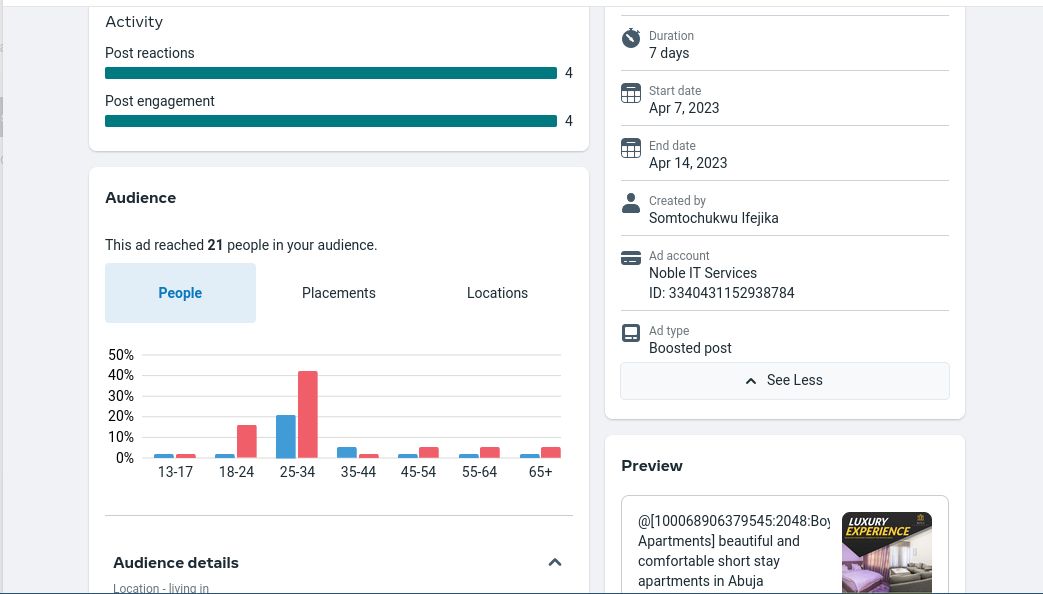 Activity
Post reactions
4
Post engagement
4
Audience
This ad reached 21 people in your audience.
People
Placements
Locations
50%
40%
30%
20%
10%
0%
13-17
18-24
25-34
35-44
45-54
55-64
65+
Audience details
Location - living in
Duration
7 days
Start date
Apr 7, 2023
End date
Apr 14, 2023
Created by
Somtochukwu Ifejika
Ad account
Noble IT Services
ID: 3340431152938784
Ad type
Boosted post
See Less
Preview
@[100068906379545:2048:Boy
Apartments] beautiful and
comfortable short stay
apartments in Abuja
LUXURY
EXPERIENCE